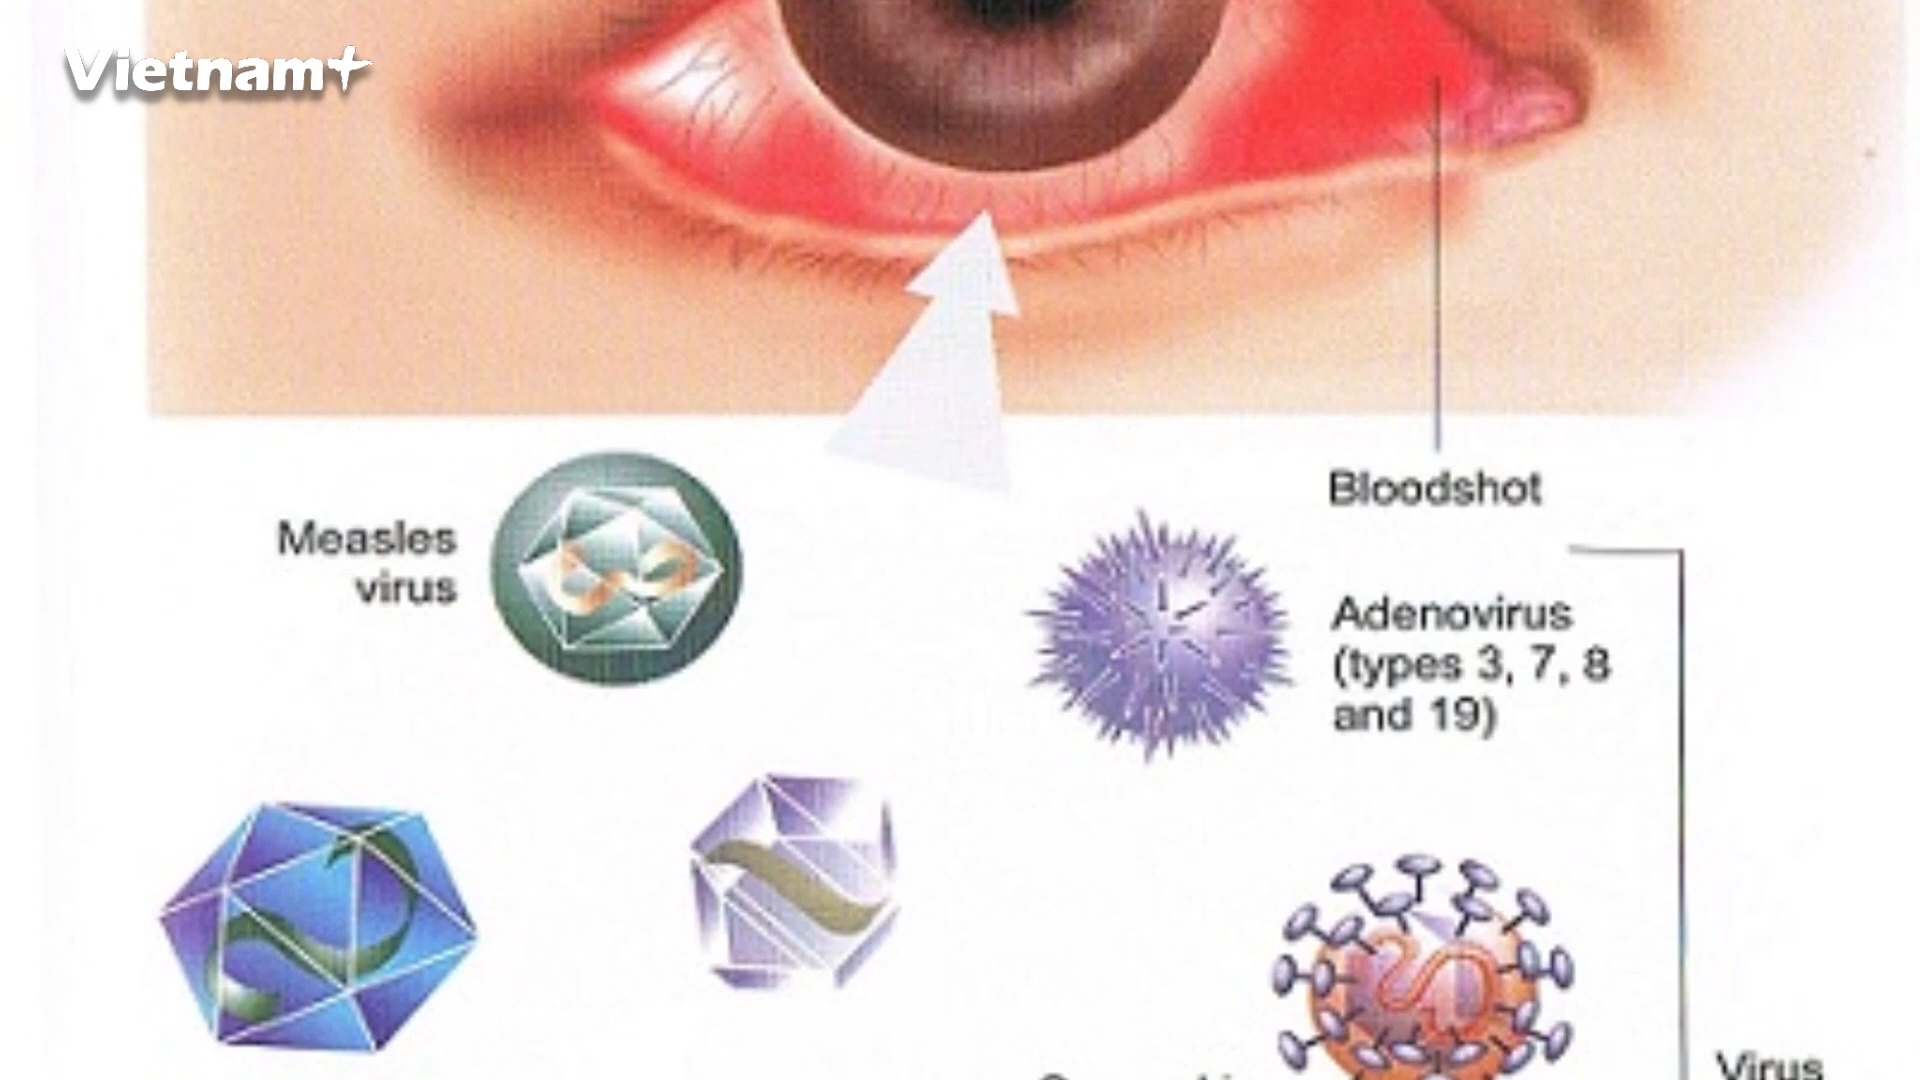 Vietnam+
Bloodshot
Measles
virus
Adenovirus
(types 3, 7, 8
and 19)
Virus